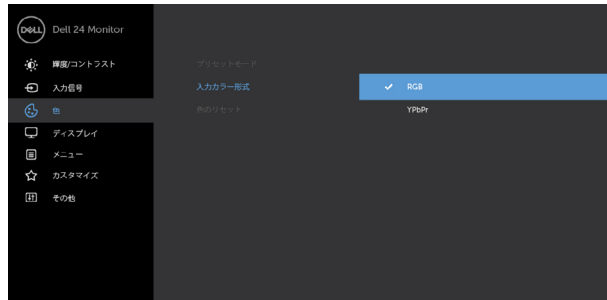 DELL Dell 24 Monitor
輝度/コントラスト
入力信号
色
ディスプレイ
メニュー
カスタマイズ
その他
プリセットモード
入力カラー形式
色のリセット
RGB
YPbPr